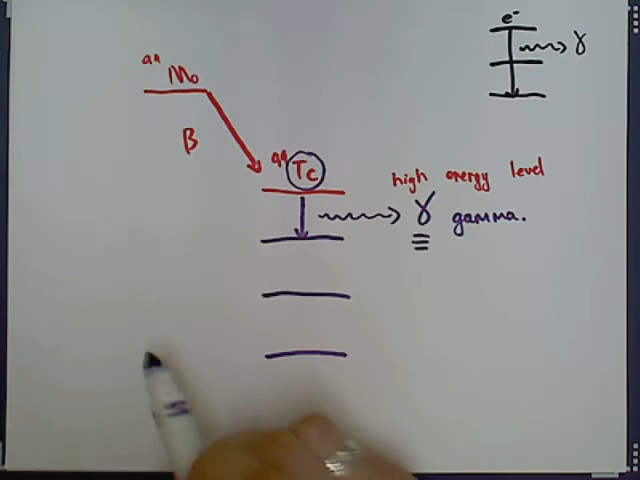 e⁻
γ
⁹⁹Mo
β
⁹⁹Tc
high energy level
γ gamma.